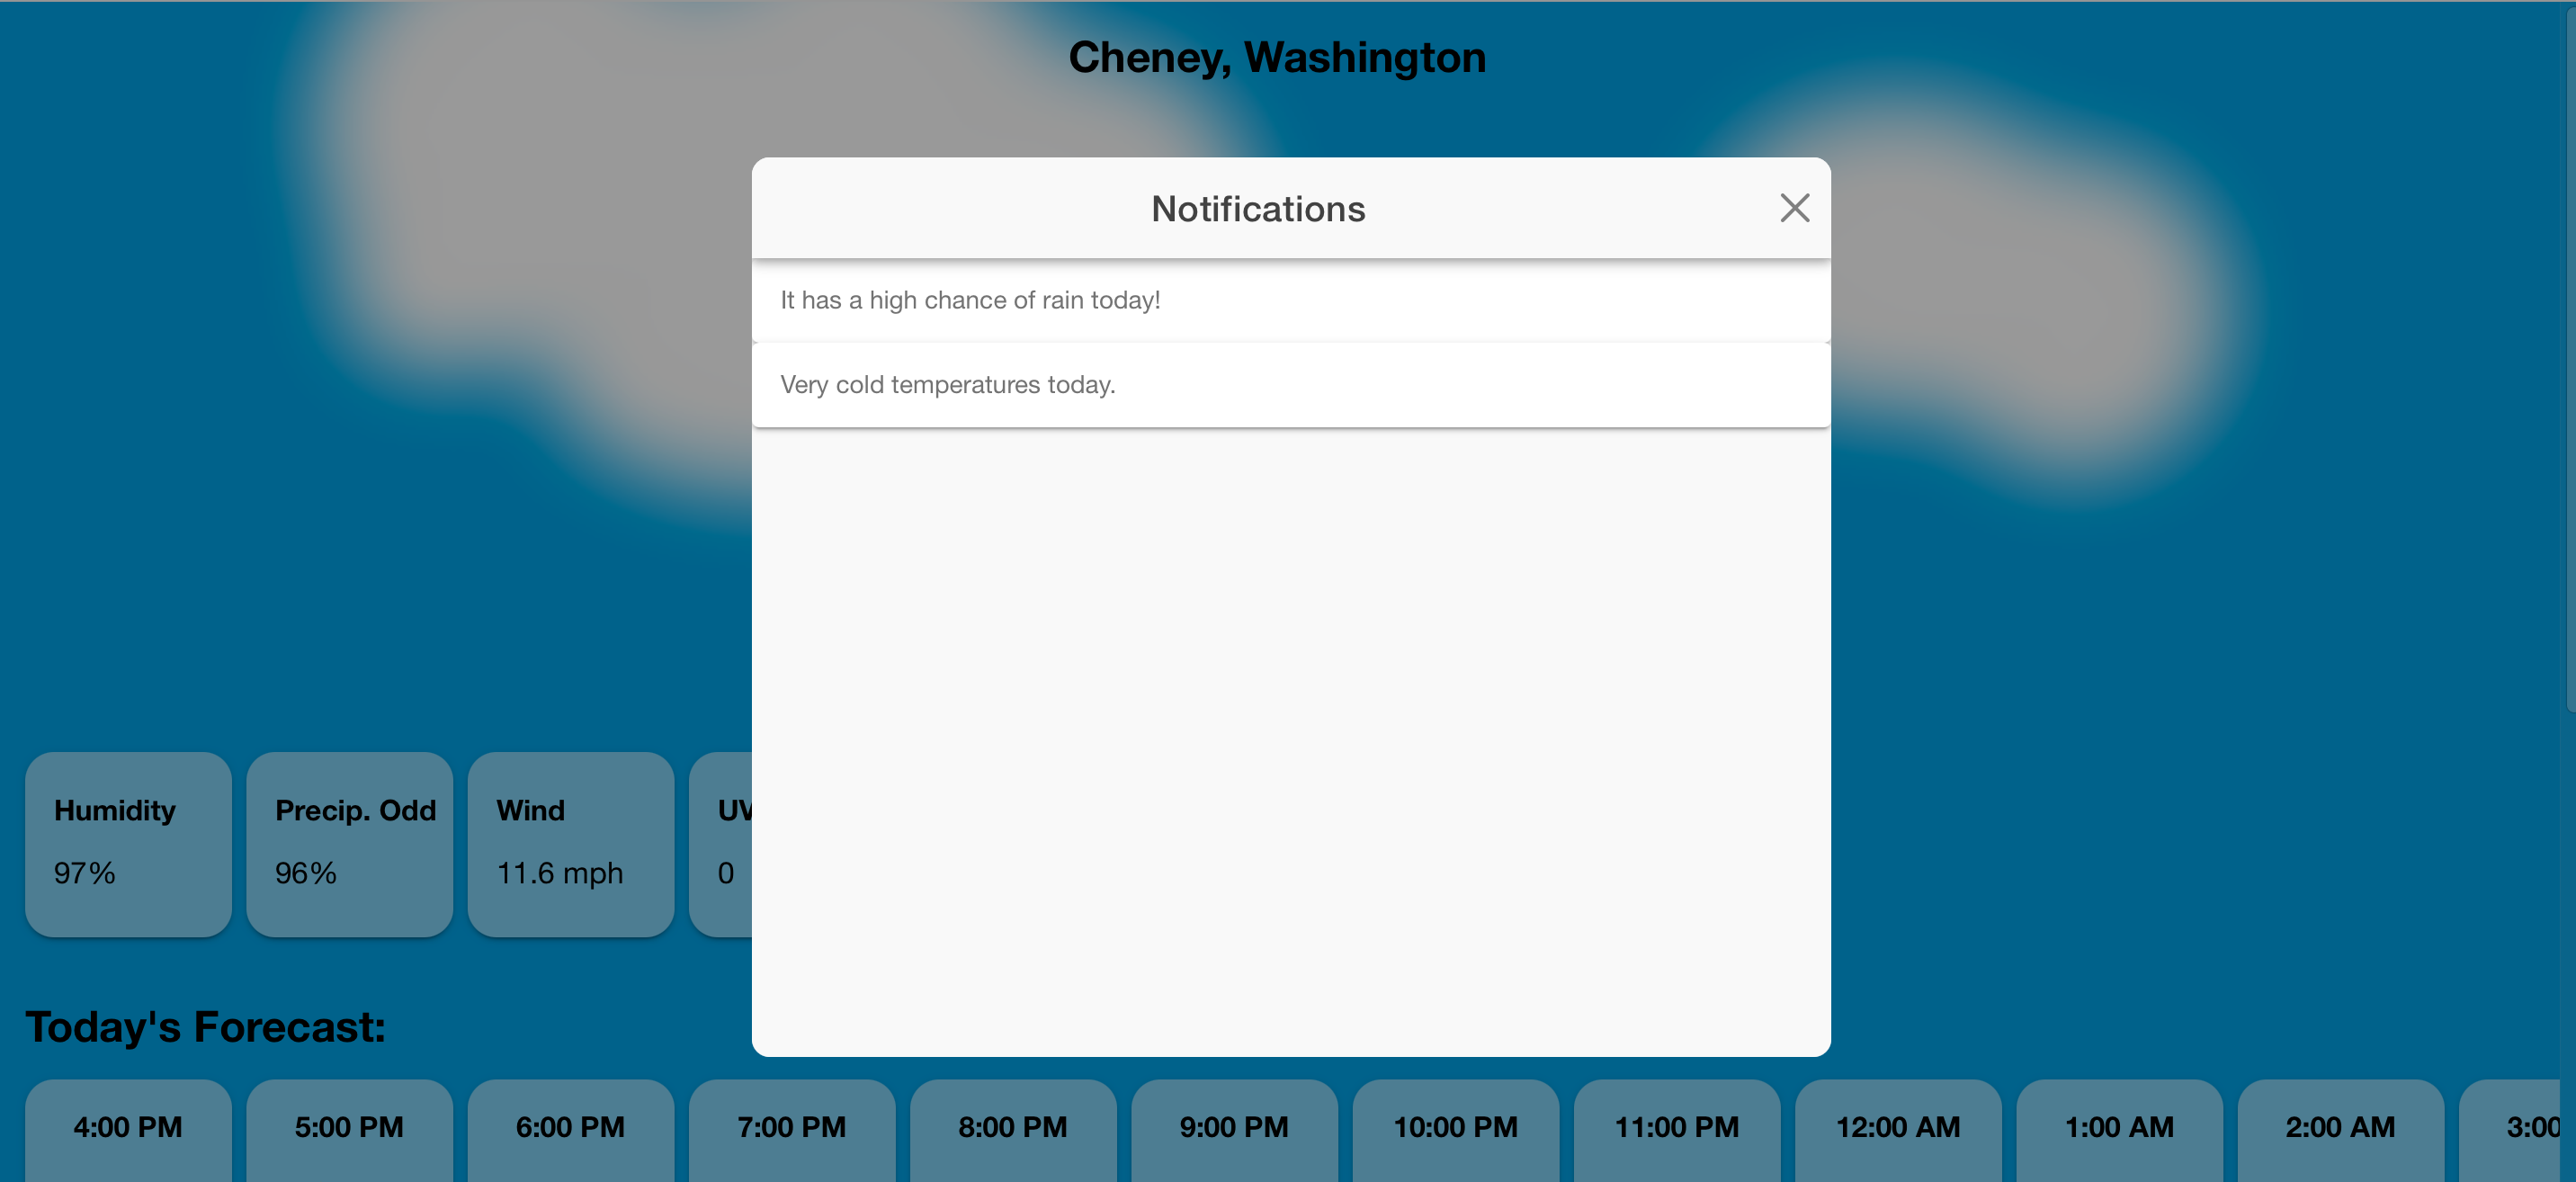 Cheney, Washington
Notifications
It has a high chance of rain today!
Very cold temperatures today.
Humidity
97%
Precip. Odd
96%
Wind
11.6 mph
UV
0
Today's Forecast:
4:00 PM
5:00 PM
6:00 PM
7:00 PM
8:00 PM
9:00 PM
10:00 PM
11:00 PM
12:00 AM
1:00 AM
2:00 AM
3:00